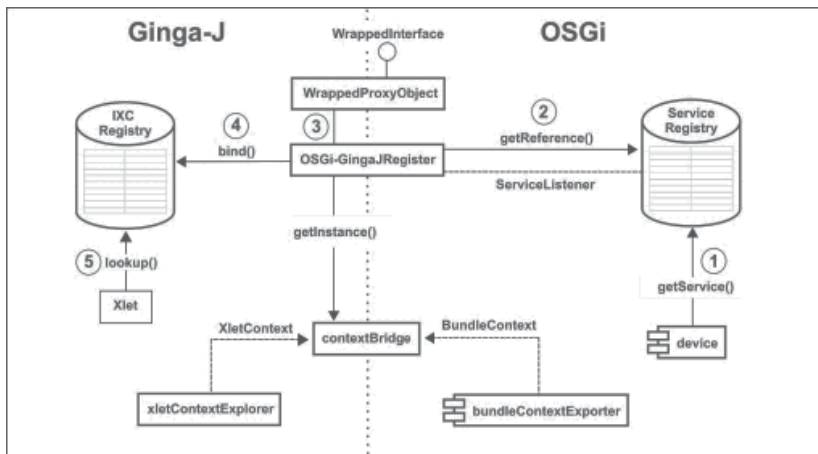 Ginga-J
OSGi
WrappedInterface
WrappedProxyObject
IXC
Registry
4
bind()
3
OSGi-GingaJRegister
2
getReference()
Service
Registry
ServiceListener
getInstance()
5
lookup()
Xlet
1
getService()
device
XletContext
contextBridge
BundleContext
xletContextExplorer
bundleContextExporter